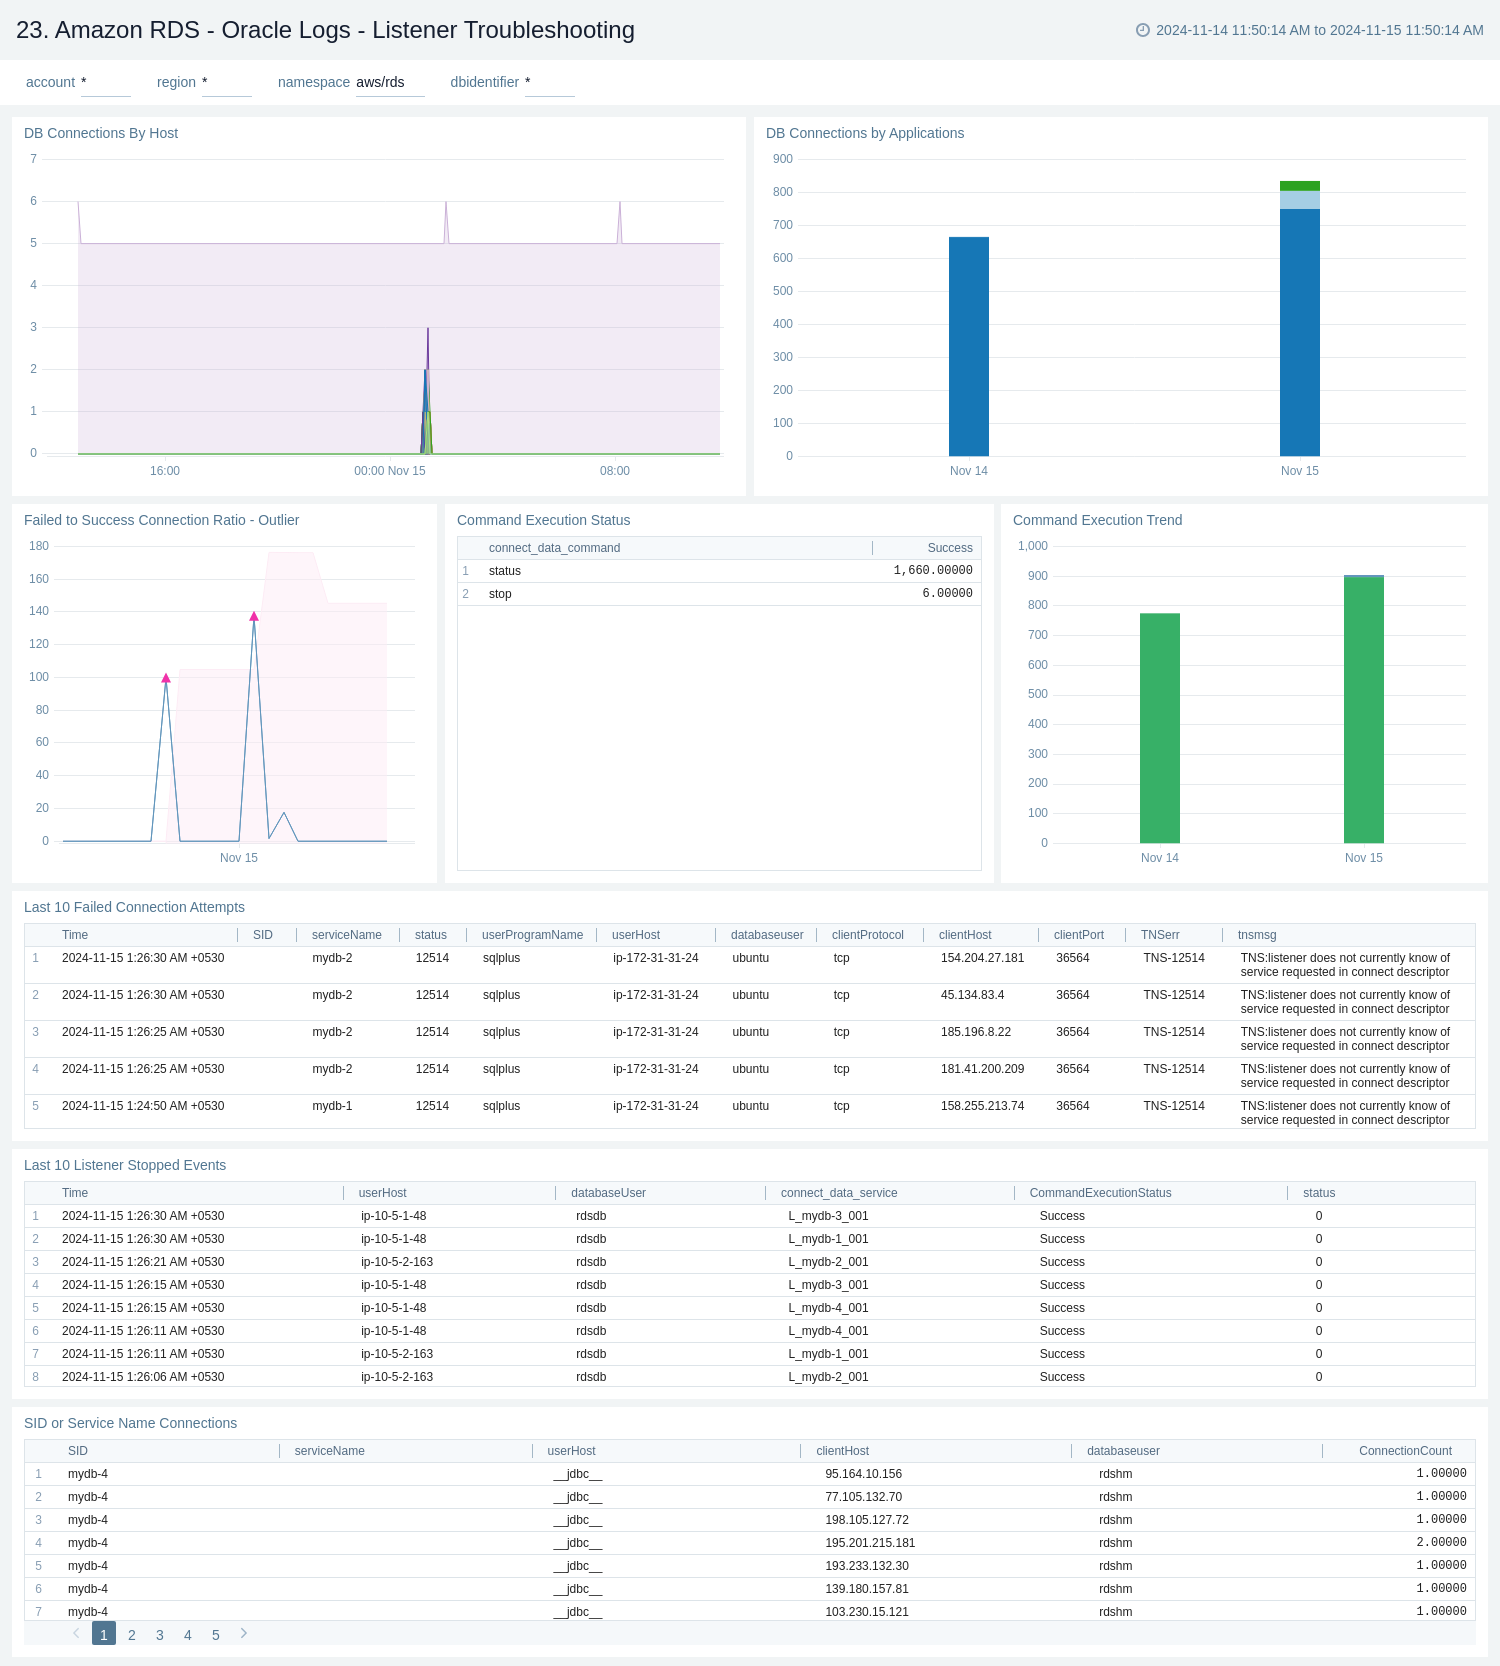 23. Amazon RDS - Oracle Logs - Listener Troubleshooting
2024-11-14 11:50:14 AM to 2024-11-15 11:50:14 AM
account * region * namespace aws/rds dbidentifier *
DB Connections By Host
7
6
5
4
3
2
1
0
16:00 00:00 Nov 15 08:00
DB Connections by Applications
900
800
700
600
500
400
300
200
100
0
Nov 14 Nov 15
Failed to Success Connection Ratio - Outlier
180
160
140
120
100
80
60
40
20
0
Nov 15
Command Execution Status
connect_data_command Success
1 status 1,660.00000
2 stop 6.00000
Command Execution Trend
1,000
900
800
700
600
500
400
300
200
100
0
Nov 14 Nov 15
Last 10 Failed Connection Attempts
Time SID serviceName status userProgramName userHost databaseuser clientProtocol clientHost clientPort TNSerr tnsmsg
1 2024-11-15 1:26:30 AM +0530 mydb-2 12514 sqlplus ip-172-31-31-24 ubuntu tcp 154.204.27.181 36564 TNS-12514 TNS:listener does not currently know of
service requested in connect descriptor
2 2024-11-15 1:26:30 AM +0530 mydb-2 12514 sqlplus ip-172-31-31-24 ubuntu tcp 45.134.83.4 36564 TNS-12514 TNS:listener does not currently know of
service requested in connect descriptor
3 2024-11-15 1:26:25 AM +0530 mydb-2 12514 sqlplus ip-172-31-31-24 ubuntu tcp 185.196.8.22 36564 TNS-12514 TNS:listener does not currently know of
service requested in connect descriptor
4 2024-11-15 1:26:25 AM +0530 mydb-2 12514 sqlplus ip-172-31-31-24 ubuntu tcp 181.41.200.209 36564 TNS-12514 TNS:listener does not currently know of
service requested in connect descriptor
5 2024-11-15 1:24:50 AM +0530 mydb-1 12514 sqlplus ip-172-31-31-24 ubuntu tcp 158.255.213.74 36564 TNS-12514 TNS:listener does not currently know of
service requested in connect descriptor
Last 10 Listener Stopped Events
Time userHost databaseUser connect_data_service CommandExecutionStatus status
1 2024-11-15 1:26:30 AM +0530 ip-10-5-1-48 rdsdb L_mydb-3_001 Success 0
2 2024-11-15 1:26:30 AM +0530 ip-10-5-1-48 rdsdb L_mydb-1_001 Success 0
3 2024-11-15 1:26:21 AM +0530 ip-10-5-2-163 rdsdb L_mydb-2_001 Success 0
4 2024-11-15 1:26:15 AM +0530 ip-10-5-1-48 rdsdb L_mydb-3_001 Success 0
5 2024-11-15 1:26:15 AM +0530 ip-10-5-1-48 rdsdb L_mydb-4_001 Success 0
6 2024-11-15 1:26:11 AM +0530 ip-10-5-1-48 rdsdb L_mydb-4_001 Success 0
7 2024-11-15 1:26:11 AM +0530 ip-10-5-2-163 rdsdb L_mydb-1_001 Success 0
8 2024-11-15 1:26:06 AM +0530 ip-10-5-2-163 rdsdb L_mydb-2_001 Success 0
SID or Service Name Connections
SID serviceName userHost clientHost databaseuser ConnectionCount
1 mydb-4 __jdbc__ 95.164.10.156 rdshm 1.00000
2 mydb-4 __jdbc__ 77.105.132.70 rdshm 1.00000
3 mydb-4 __jdbc__ 198.105.127.72 rdshm 1.00000
4 mydb-4 __jdbc__ 195.201.215.181 rdshm 2.00000
5 mydb-4 __jdbc__ 193.233.132.30 rdshm 1.00000
6 mydb-4 __jdbc__ 139.180.157.81 rdshm 1.00000
7 mydb-4 __jdbc__ 103.230.15.121 rdshm 1.00000
1 2 3 4 5